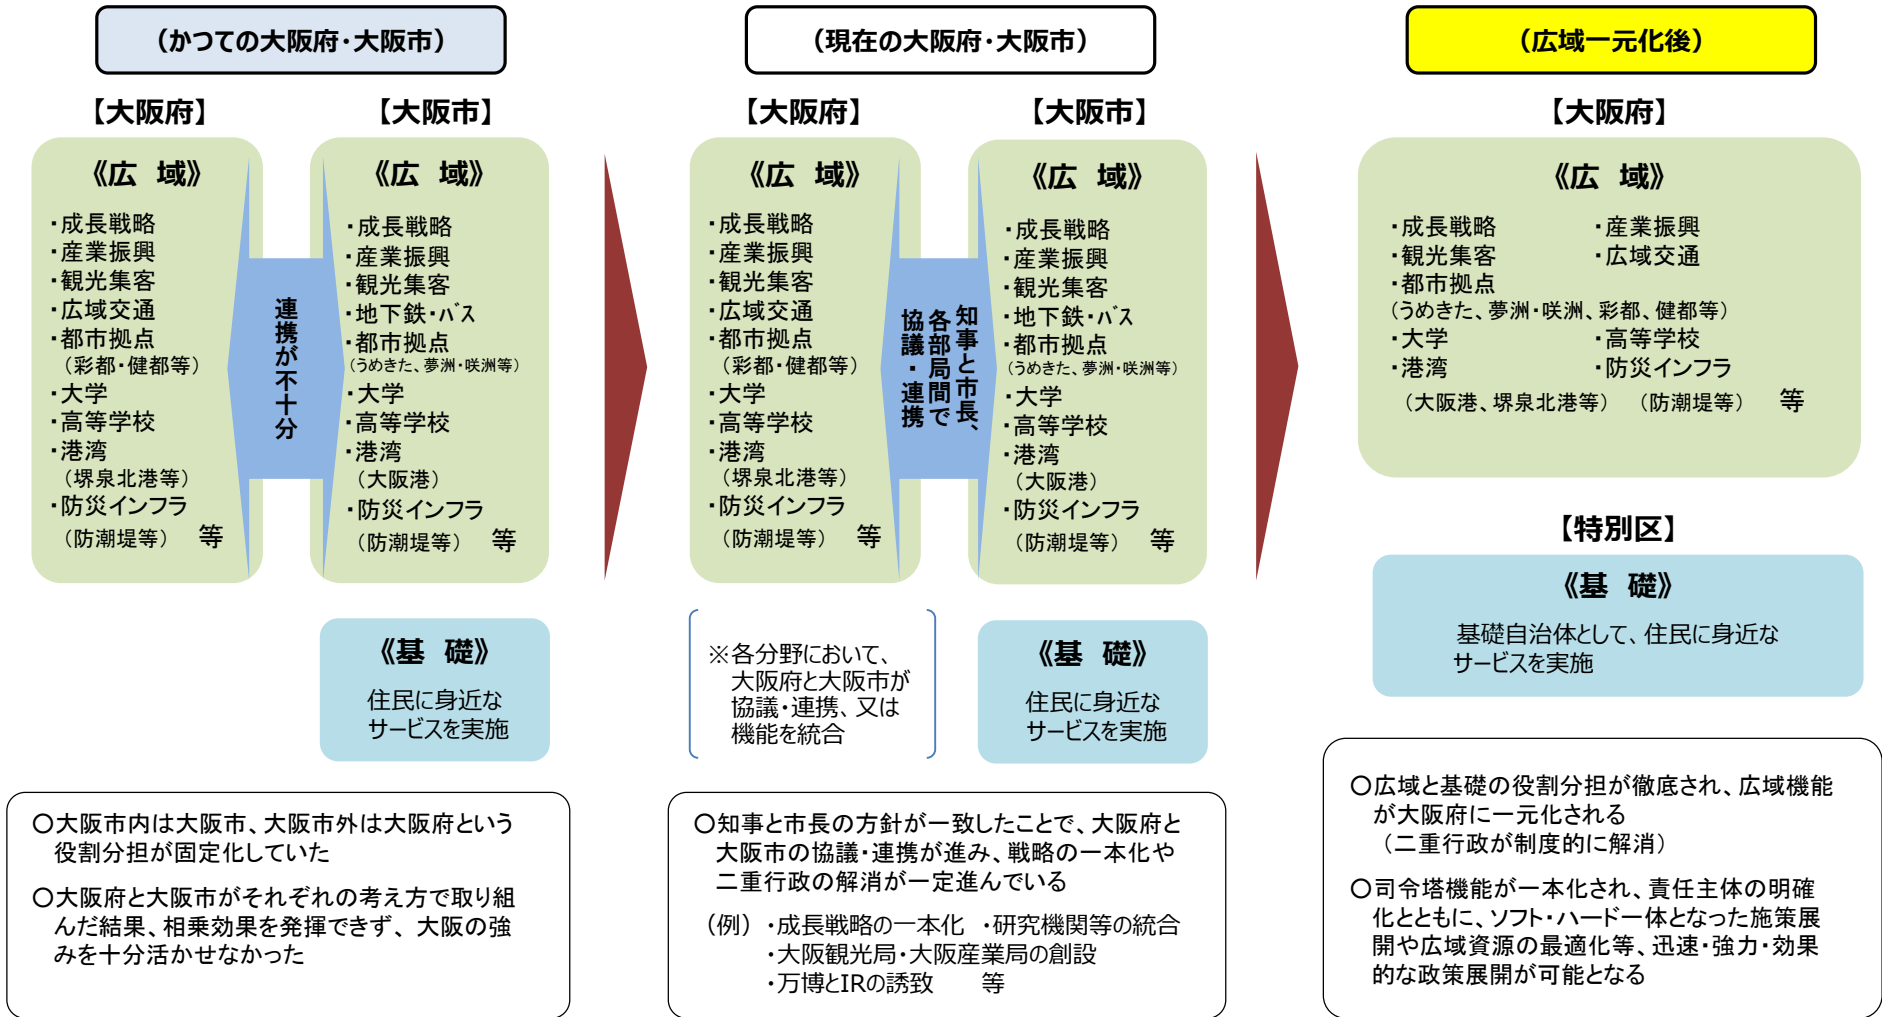 （かつての大阪府・大阪市）
【大阪府】
《広 域》
・成長戦略
・産業振興
・観光集客
・広域交通
・都市拠点
（彩都・健都等）
・大学
・高等学校
・港湾
（堺泉北港等）
・防災インフラ
（防潮堤等） 等
連携が不十分
【大阪市】
《広 域》
・成長戦略
・産業振興
・観光集客
・地下鉄・バス
・都市拠点
（うめきた、夢洲・咲洲等）
・大学
・高等学校
・港湾
（大阪港）
・防災インフラ
（防潮堤等） 等
《基 礎》
住民に身近な
サービスを実施
〇大阪市内は大阪市、大阪市外は大阪府という
役割分担が固定化していた
〇大阪府と大阪市がそれぞれの考え方で取り組
んだ結果、相乗効果を発揮できず、大阪の強
みを十分活かせなかった
（現在の大阪府・大阪市）
【大阪府】
《広 域》
・成長戦略
・産業振興
・観光集客
・広域交通
・都市拠点
（彩都・健都等）
・大学
・高等学校
・港湾
（堺泉北港等）
・防災インフラ
（防潮堤等） 等
知事と市長、
各部局間で
協議・連携
【大阪市】
《広 域》
・成長戦略
・産業振興
・観光集客
・地下鉄・バス
・都市拠点
（うめきた、夢洲・咲洲等）
・大学
・高等学校
・港湾
（大阪港）
・防災インフラ
（防潮堤等） 等
※各分野において、
大阪府と大阪市が
協議・連携、又は
機能を統合
《基 礎》
住民に身近な
サービスを実施
〇知事と市長の方針が一致したことで、大阪府と
大阪市の協議・連携が進み、戦略の一本化や
二重行政の解消が一定進んでいる
（例）・成長戦略の一本化 ・研究機関等の統合
・大阪観光局・大阪産業局の創設
・万博とIRの誘致 等
（広域一元化後）
【大阪府】
《広 域》
・成長戦略 ・産業振興
・観光集客 ・広域交通
・都市拠点
（うめきた、夢洲・咲洲、彩都、健都等）
・大学 ・高等学校
・港湾 ・防災インフラ
（大阪港、堺泉北港等） （防潮堤等） 等
【特別区】
《基 礎》
基礎自治体として、住民に身近な
サービスを実施
〇広域と基礎の役割分担が徹底され、広域機能
が大阪府に一元化される
（二重行政が制度的に解消）
〇司令塔機能が一本化され、責任主体の明確
化とともに、ソフト・ハード一体となった施策展
開や広域資源の最適化等、迅速・強力・効果
的な政策展開が可能となる